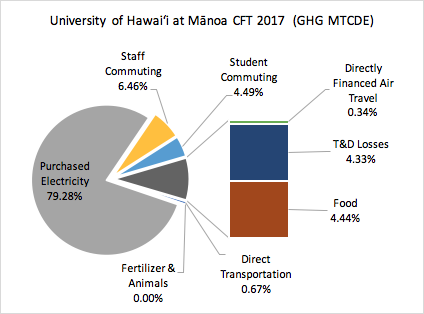 University of Hawaiʻi at Mānoa CFT 2017 (GHG MTCDE)
Staff
Commuting
6.46%
Student
Commuting
4.49%
Directly
Financed Air
Travel
0.34%
Purchased
Electricity
79.28%
T&D Losses
4.33%
Food
4.44%
Fertilizer &
Animals
0.00%
Direct
Transportation
0.67%